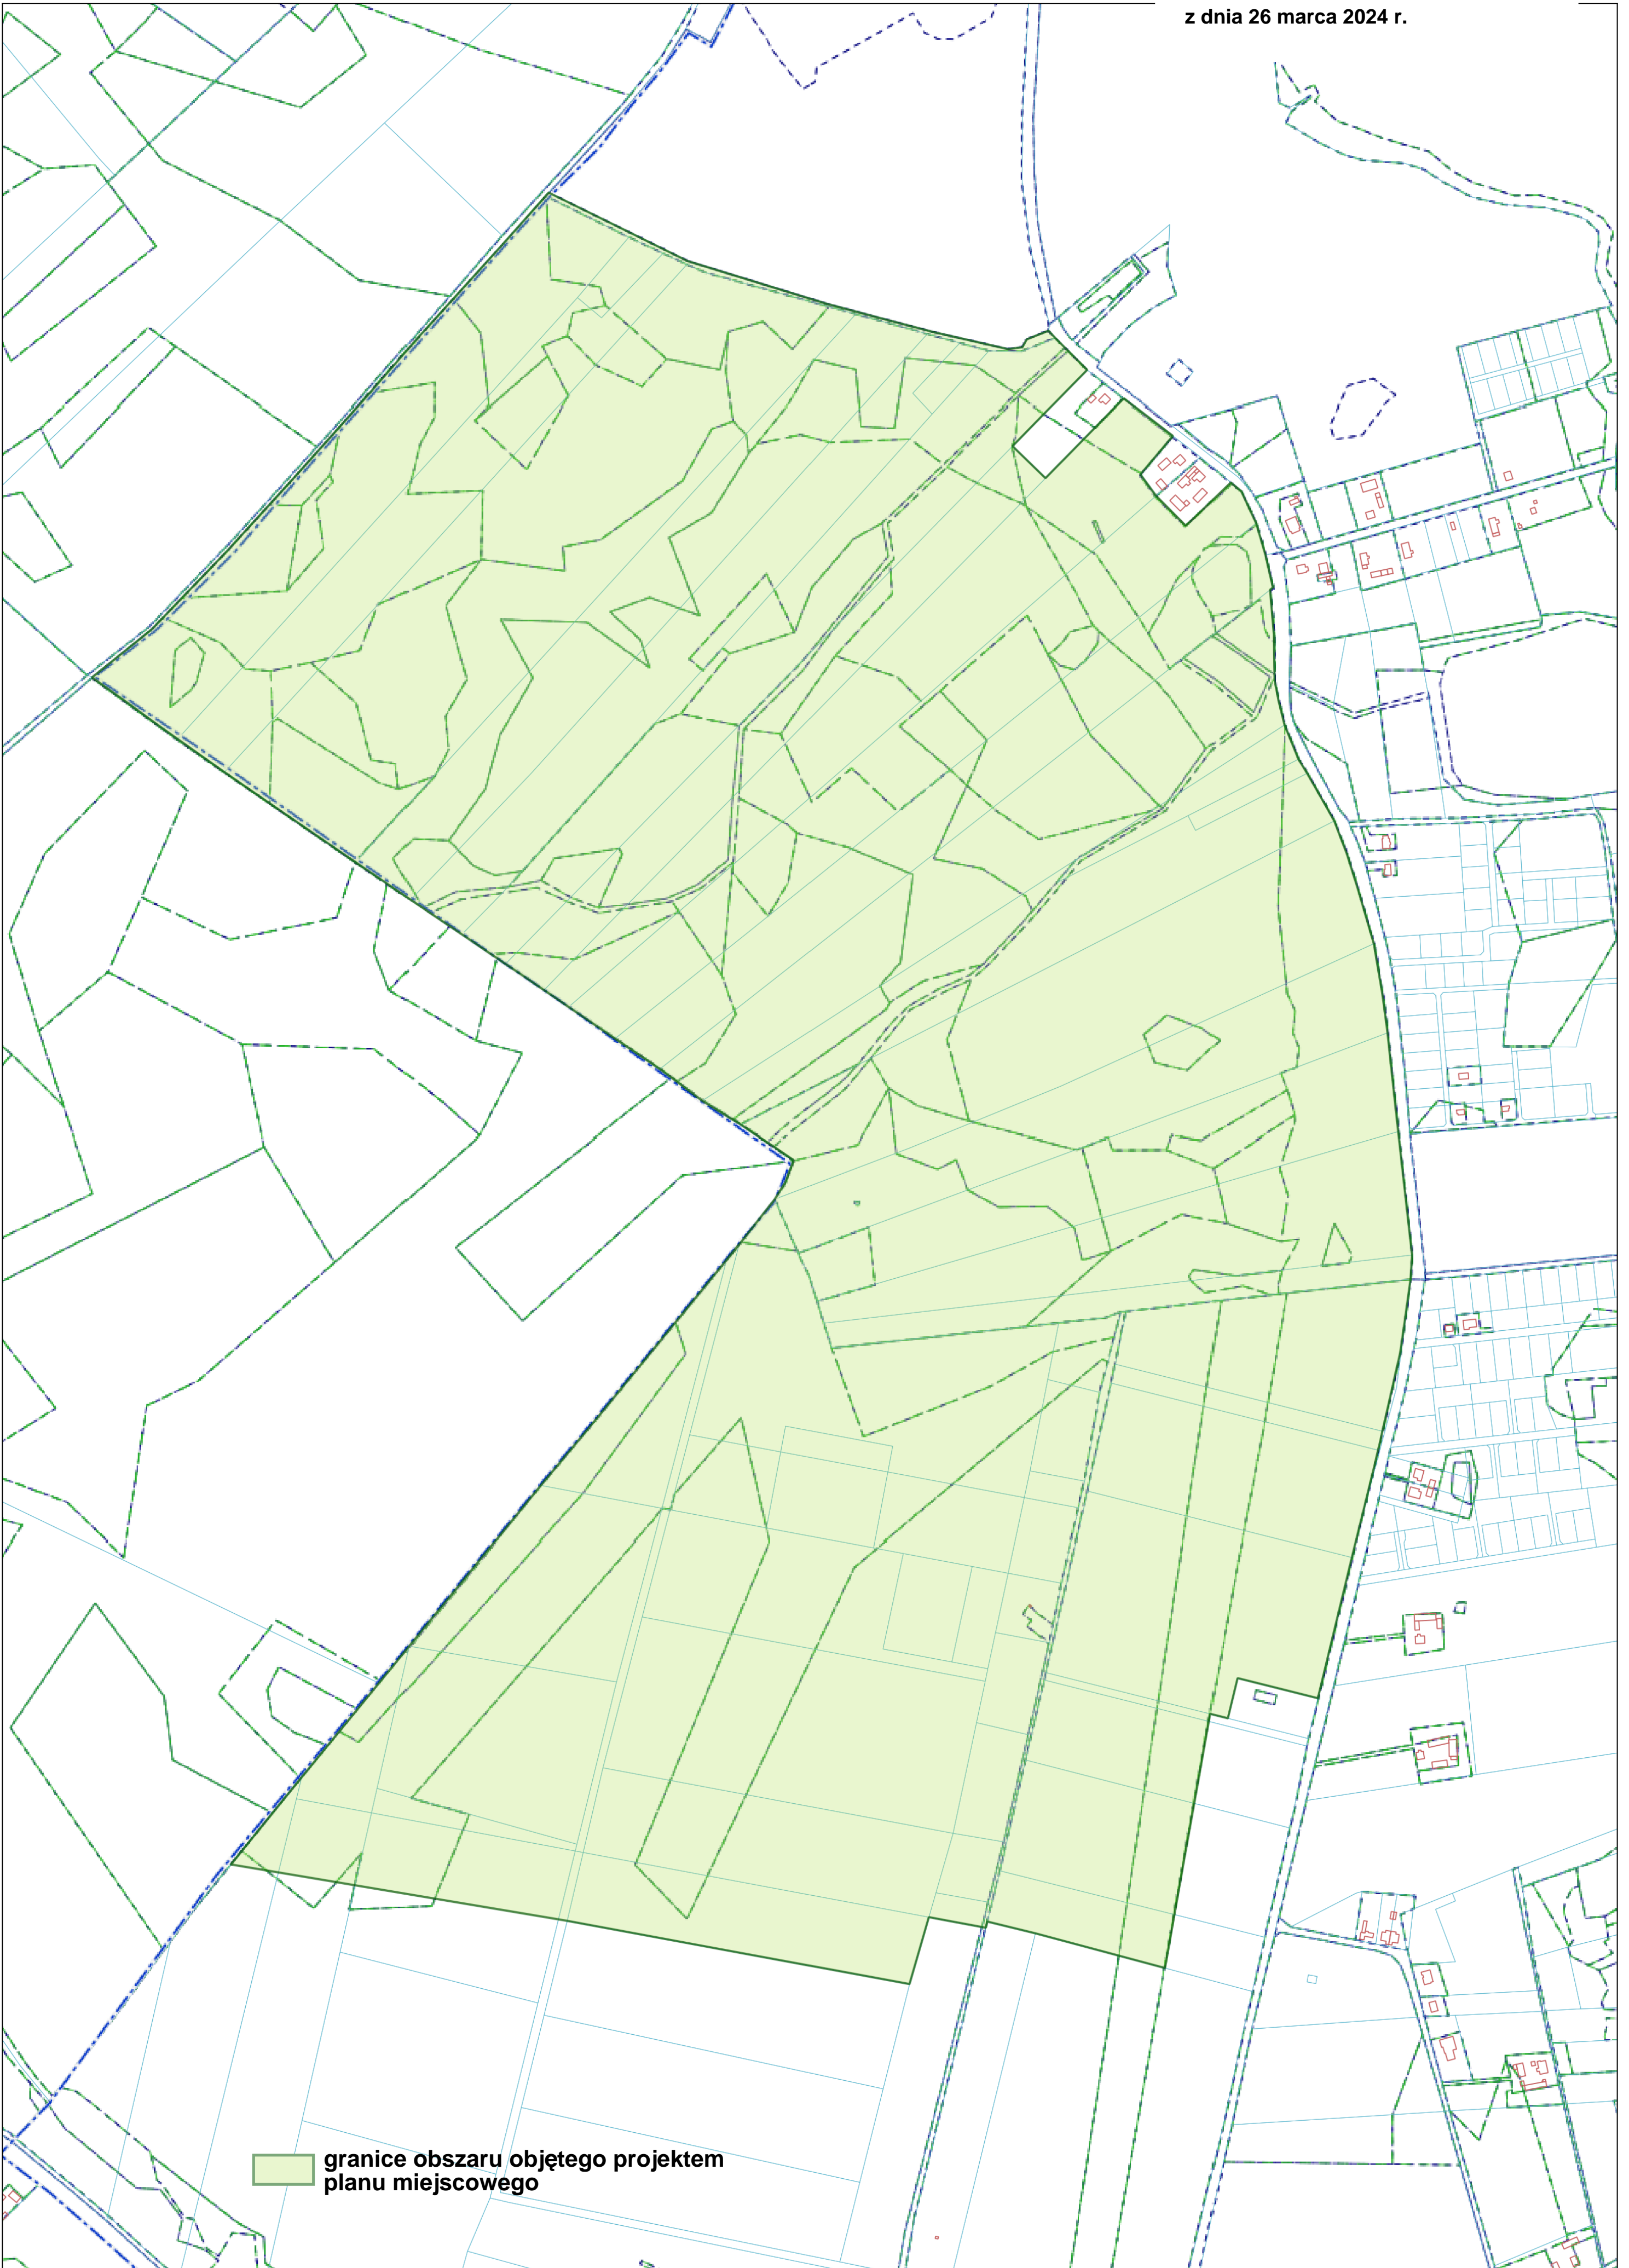 z dnia 26 marca 2024 r.
granice obszaru objętego projektem
planu miejscowego